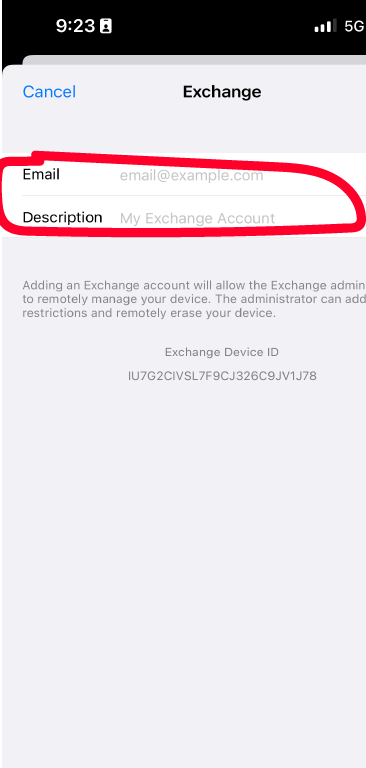 9:23
5G
Cancel
Exchange
Email email@example.com
Description My Exchange Account
Adding an Exchange account will allow the Exchange admin
to remotely manage your device. The administrator can add
restrictions and remotely erase your device.
Exchange Device ID
IU7G2CIVSL7F9CJ326C9JV1J78